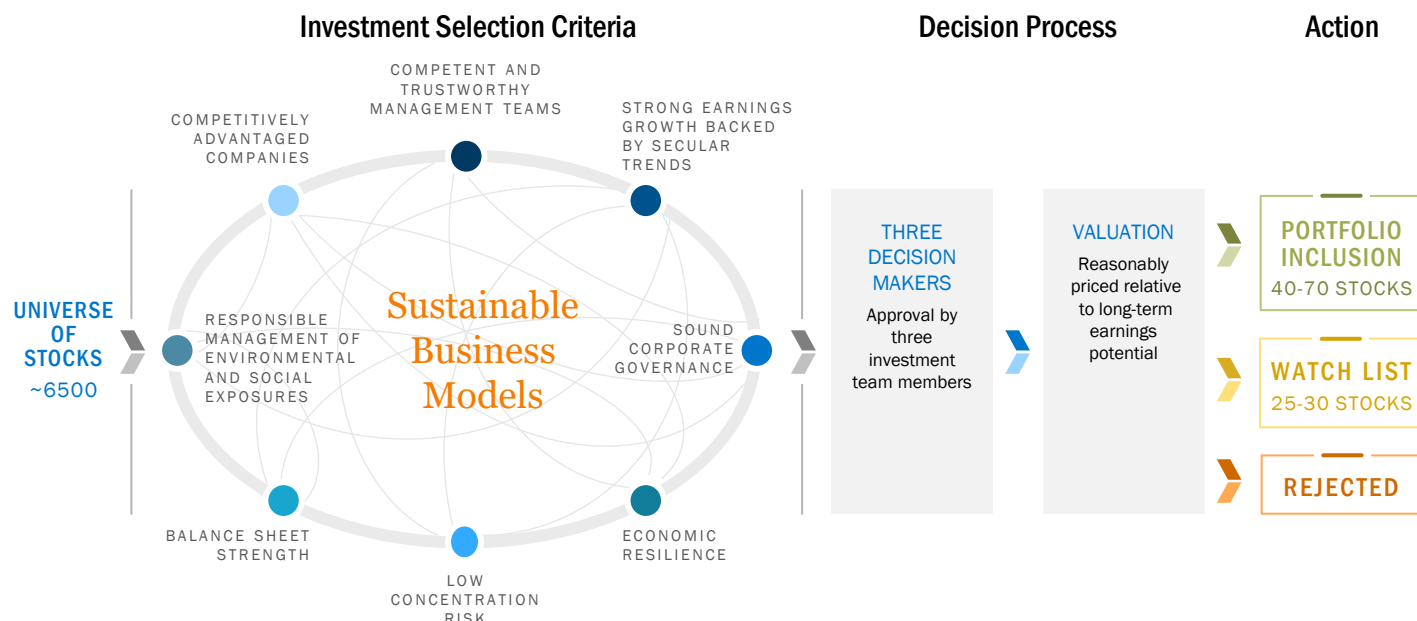 Investment Selection Criteria
Decision Process
Action
UNIVERSE
OF
STOCKS
~6500
COMPETENT AND
TRUSTWORTHY
MANAGEMENT TEAMS
COMPETITIVELY
ADVANTAGED
COMPANIES
STRONG EARNINGS
GROWTH BACKED
BY SECULAR
TRENDS
RESPONSIBLE
MANAGEMENT OF
ENVIRONMENTAL
AND SOCIAL
EXPOSURES
Sustainable
Business
Models
SOUND
CORPORATE
GOVERNANCE
BALANCE SHEET
STRENGTH
LOW
CONCENTRATION
RISK
ECONOMIC
RESILIENCE
THREE
DECISION
MAKERS
Approval by
three
investment
team members
VALUATION
Reasonably
priced relative
to long-term
earnings
potential
PORTFOLIO
INCLUSION
40-70 STOCKS
WATCH LIST
25-30 STOCKS
REJECTED